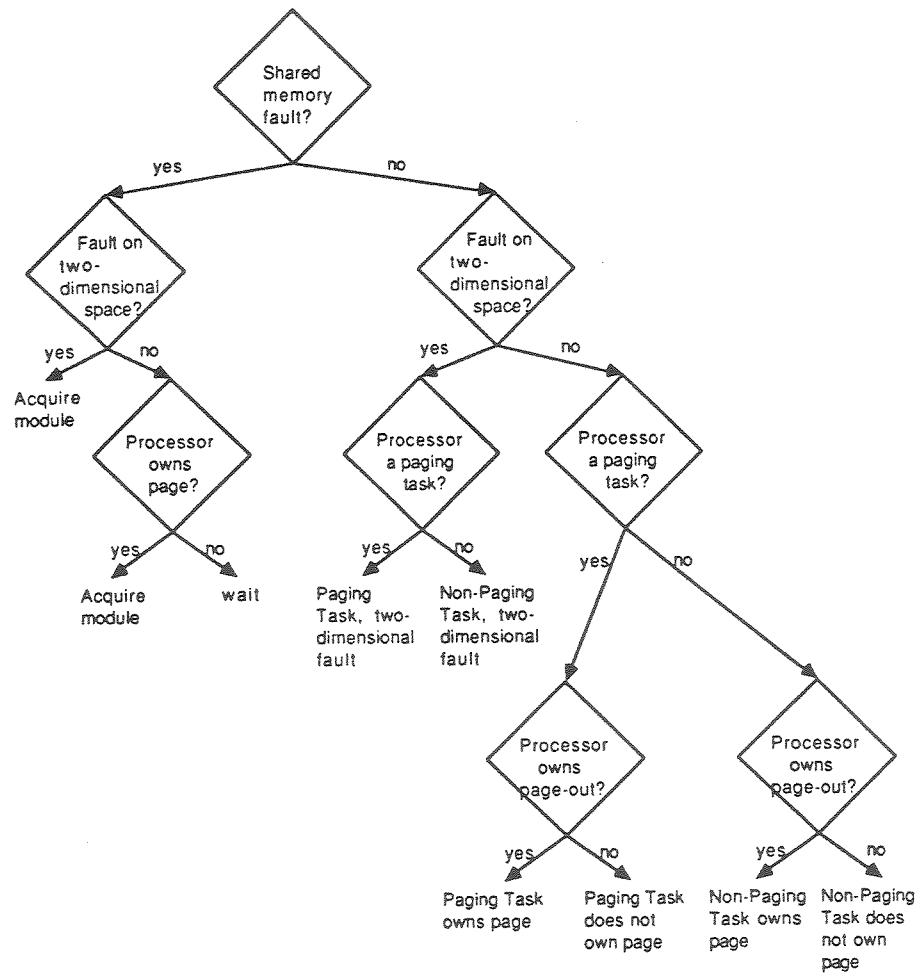 Shared
memory
fault?
yes
no
Fault on
two-
dimensional
space?
Fault on
two-
dimensional
space?
yes
no
yes
no
Acquire
module
Processor
owns
page?
Processor
a paging
task?
Processor
a paging
task?
yes
no
yes
no
yes
no
Acquire
module
wait
Paging
Task, two-
dimensional
fault
Non-Paging
Task, two-
dimensional
fault
Processor
owns
page-out?
Processor
owns
page-out?
yes
no
yes
no
Paging Task
owns page
Paging Task
does not
own page
Non-Paging
Task owns
page
Non-Paging
Task does
not own
page